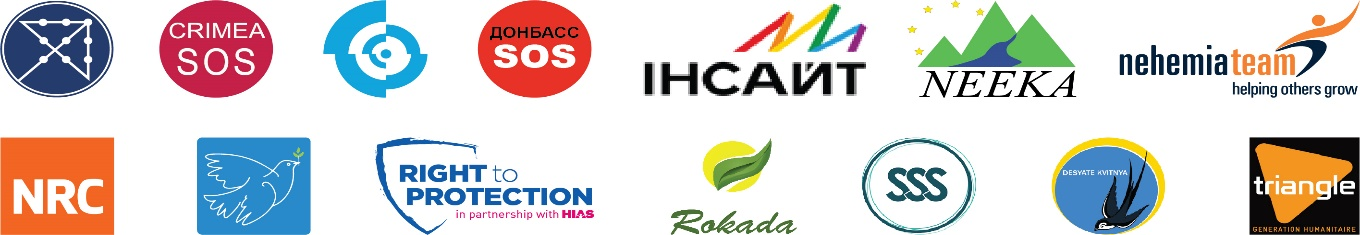 CRIMEA
SOS
ДОНБАСС
SOS
ІНСАЙТ
NEEKA
nehemiateam
helping others grow
NRC
RIGHT to
PROTECTION
in partnership with HIAS
Rokada
SSS
DESYATE KVITNYA
triangle
GENERATION HUMANITAIRE